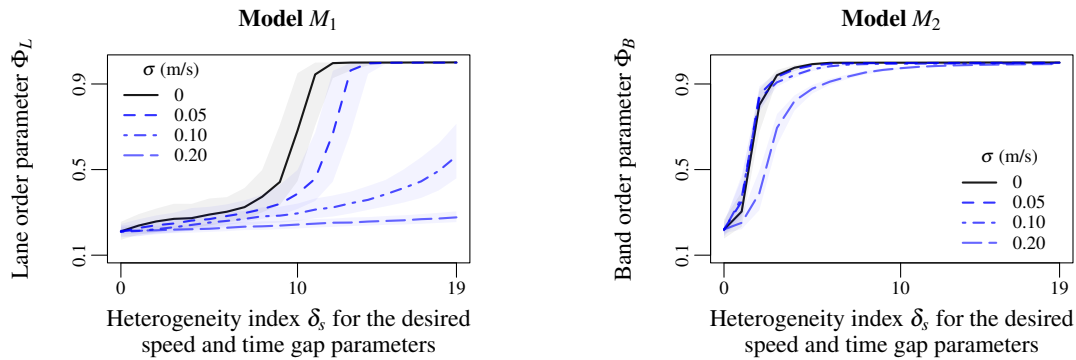 Model M₁
Lane order parameter Φ_L
0.9
0.5
0.1
σ (m/s)
0
0.05
0.10
0.20
0 10 19
Heterogeneity index δₛ for the desired
speed and time gap parameters
Model M₂
Band order parameter Φ_B
0.9
0.5
0.1
σ (m/s)
0
0.05
0.10
0.20
0 10 19
Heterogeneity index δₛ for the desired
speed and time gap parameters